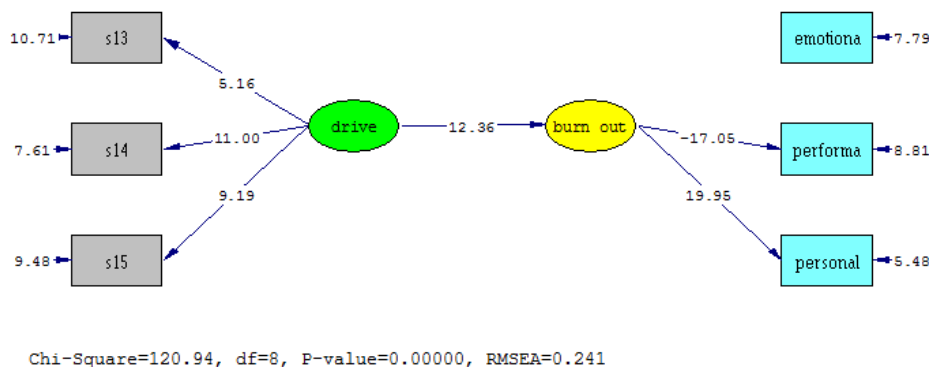 10.71 s13 emotiona 7.79
5.16
drive 12.36 burn out
7.61 s14 11.00 -17.05 performa 8.81
9.19 19.95
9.48 s15 personal 5.48
Chi-Square=120.94, df=8, P-value=0.00000, RMSEA=0.241